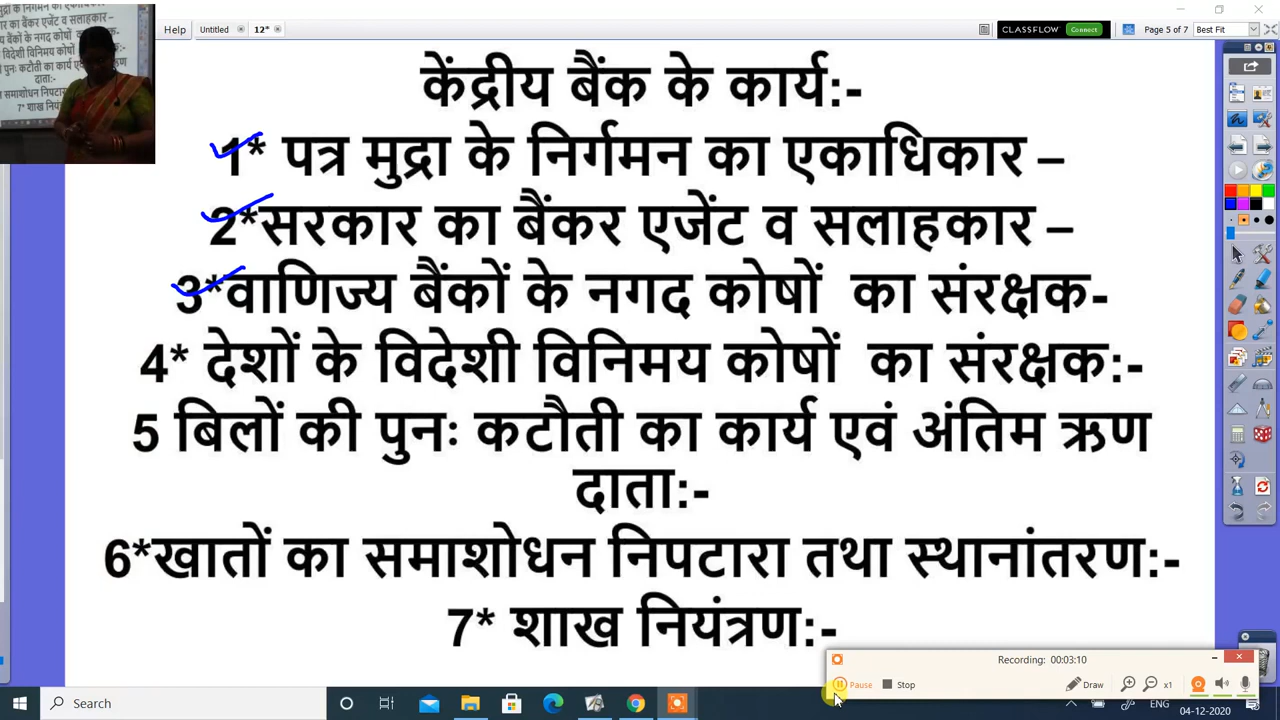 Help
Untitled
12*
CLASSFLOW
Connect
Page 5 of 7
Best Fit
केंद्रीय बैंक के कार्य:-
1* पत्र मुद्रा के निर्गमन का एकाधिकार –
2*सरकार का बैंकर एजेंट व सलाहकार –
3*वाणिज्य बैंकों के नगद कोषों का संरक्षक-
4* देशों के विदेशी विनिमय कोषों का संरक्षक:-
5 बिलों की पुनः कटौती का कार्य एवं अंतिम ऋण
दाता:-
6*खातों का समाशोधन निपटारा तथा स्थानांतरण:-
7* शाख नियंत्रण:-
Recording: 00:03:10
Pause
Stop
Draw
x1
Search
ENG
04-12-2020